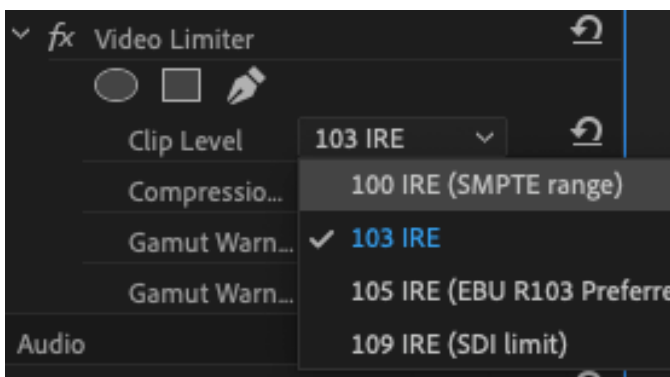 fx Video Limiter
Clip Level 103 IRE
100 IRE (SMPTE range)
Compressio...
103 IRE
Gamut Warn...
105 IRE (EBU R103 Preferre
Gamut Warn...
109 IRE (SDI limit)
Audio